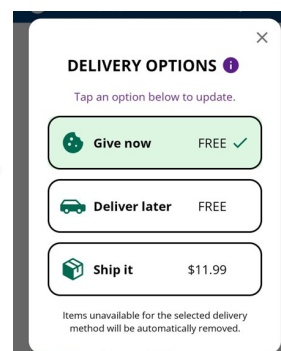 DELIVERY OPTIONS i
Tap an option below to update.
Give now FREE
Deliver later FREE
Ship it $11.99
Items unavailable for the selected delivery
method will be automatically removed.